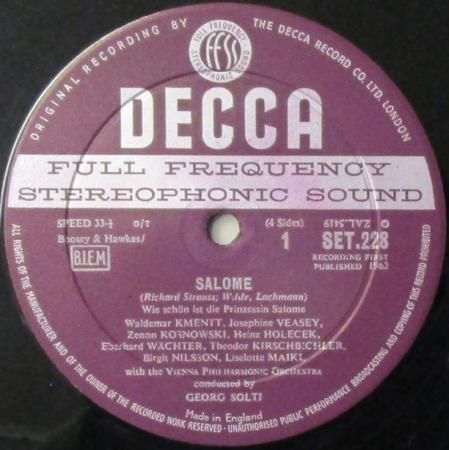 ORIGINAL RECORDING BY
THE DECCA RECORD CO. LTD. LONDON
FULL FREQUENCY
ffss
STEREOPHONIC SOUND
DECCA
FULL FREQUENCY
STEREOPHONIC SOUND
SPEED 33⅓ O/T
(4 Sides)
℗ ZAL.5419
Boosey & Hawkes/
B.I.E.M.
1
SET.228
RECORDING FIRST
PUBLISHED 1962
SALOME
(Richard Strauss; Wilde, Lachmann)
Wie schön ist die Prinzessin Salome
Waldemar KMENTT, Josephine VEASEY,
Zenon KOSNOWSKI, Heinz HOLECEK,
Eberhard WÄCHTER, Theodor KIRSCHBICHLER,
Birgit NILSSON, Liselotte MAIKL,
with the VIENNA PHILHARMONIC ORCHESTRA
conducted by
GEORG SOLTI
Made in England
ALL RIGHTS OF THE MANUFACTURER AND OF THE OWNER OF THE RECORDED WORK RESERVED · UNAUTHORISED PUBLIC PERFORMANCE BROADCASTING AND COPYING OF THIS RECORD PROHIBITED